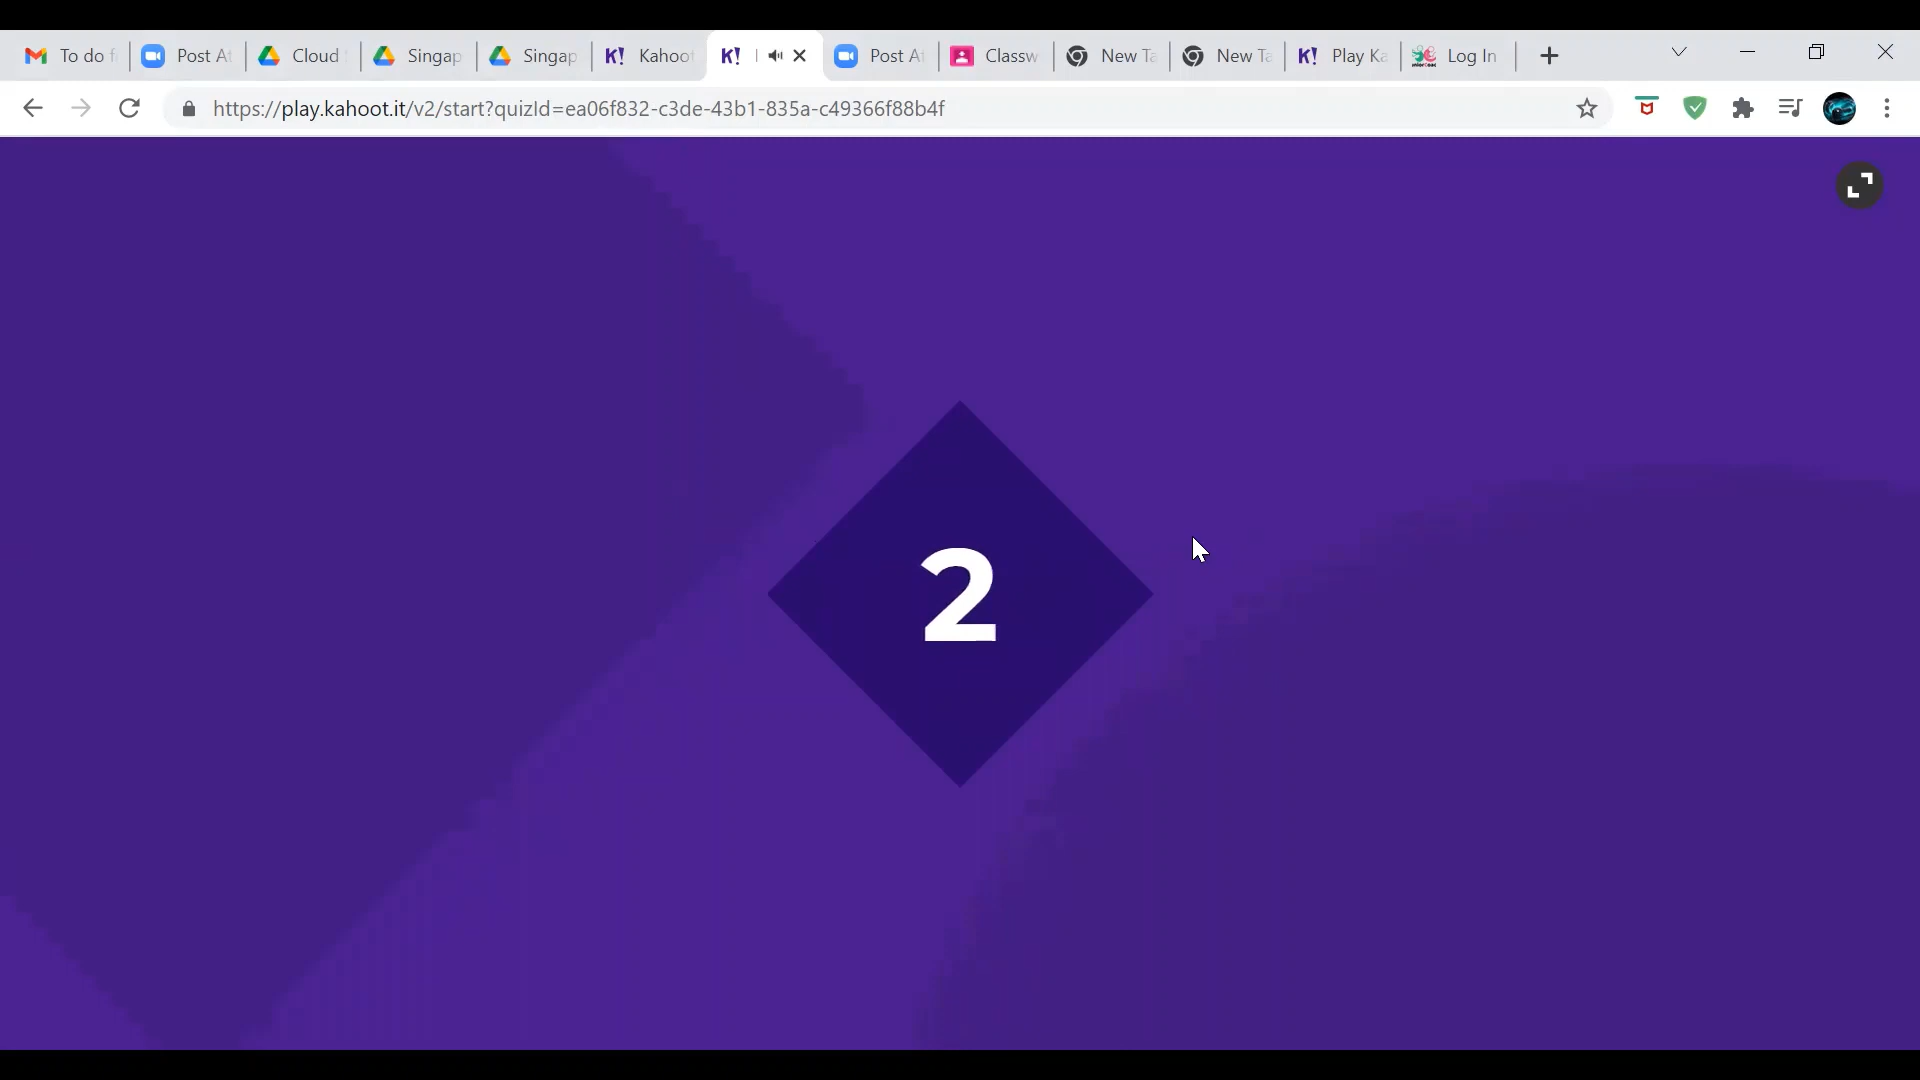 To do f Post At Cloud Singap Singap K! Kahoot K! Post At Classw New Ta New Ta K! Play Ka Log In
https://play.kahoot.it/v2/start?quizId=ea06f832-c3de-43b1-835a-c49366f88b4f
2